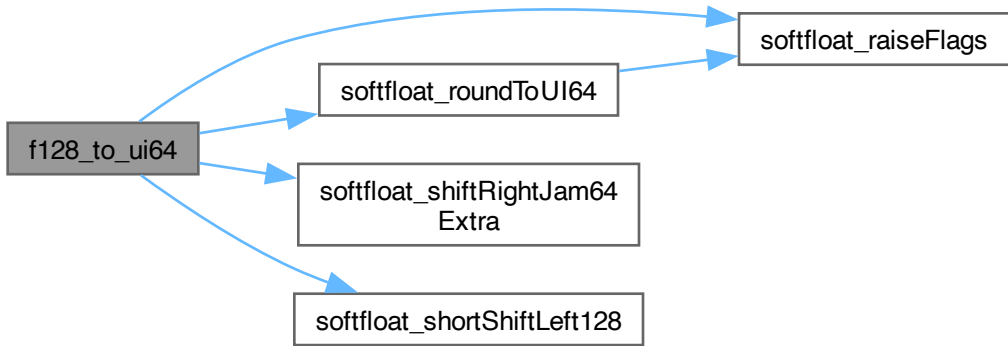 f128_to_ui64
softfloat_raiseFlags
softfloat_roundToUI64
softfloat_shiftRightJam64
Extra
softfloat_shortShiftLeft128